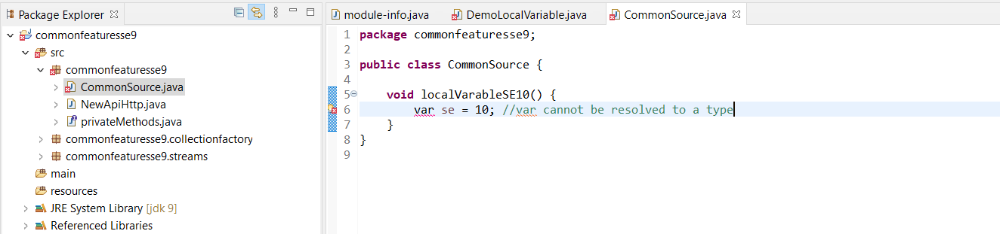 Package Explorer
commonfeaturesse9
src
commonfeaturesse9
CommonSource.java
NewApiHttp.java
privateMethods.java
commonfeaturesse9.collectionfactory
commonfeaturesse9.streams
main
resources
JRE System Library [jdk 9]
Referenced Libraries
module-info.java DemoLocalVariable.java CommonSource.java
1 package commonfeaturesse9;
2
3 public class CommonSource {
4
5 void localVarableSE10() {
6 var se = 10; //var cannot be resolved to a type
7 }
8 }
9